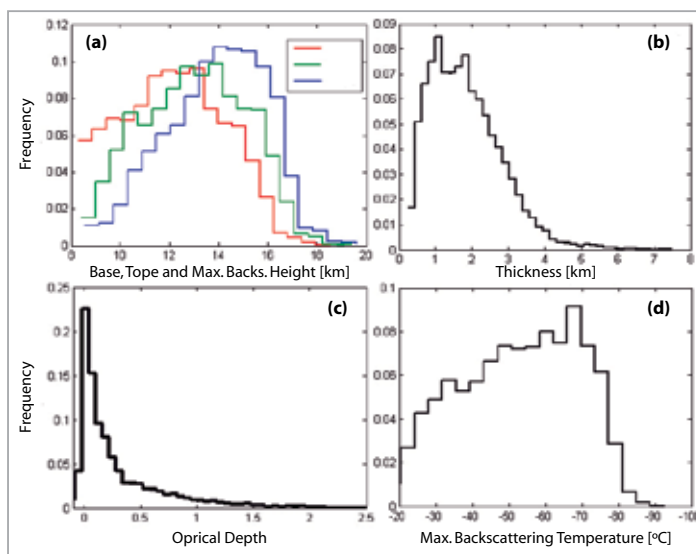 (a)
0.12
0.1
0.08
0.06
0.04
0.02
0
Frequency
10 12 14 16 18 20
Base,Tope and Max. Backs. Height [km]
(b)
0.09
0.08
0.07
0.06
0.05
0.04
0.03
0.02
0.01
0
0 1 2 3 4 5 6 7 8
Thickness [km]
(c)
0.25
0.2
0.15
0.1
0.05
0
Frequency
0 0.5 1 1.5 2 2.5
Oprical Depth
(d)
0.1
0.08
0.06
0.04
0.02
0
-20 -30 -40 -50 -60 -70 -80 -90 -100
Max. Backscattering Temperature [ºC]